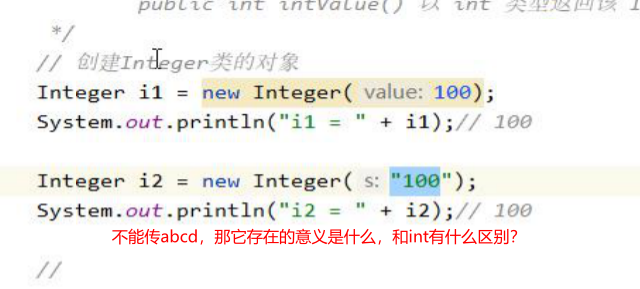 public int intValue() 以 int 类型返回该 I
*/
// 创建Integer类的对象
Integer i1 = new Integer( value: 100);
System.out.println("i1 = " + i1);// 100
Integer i2 = new Integer( s: "100");
System.out.println("i2 = " + i2);// 100
不能传abcd，那它存在的意义是什么，和int有什么区别？
//